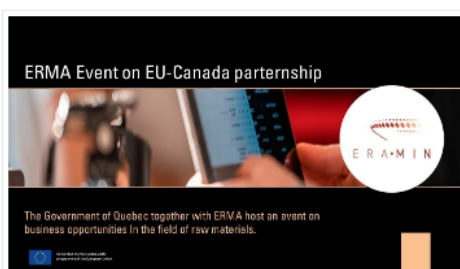 ERMA Event on EU-Canada parternship
ERA•MIN
The Government of Quebec together with ERMA host an event on
business opportunities In the field of raw materials.